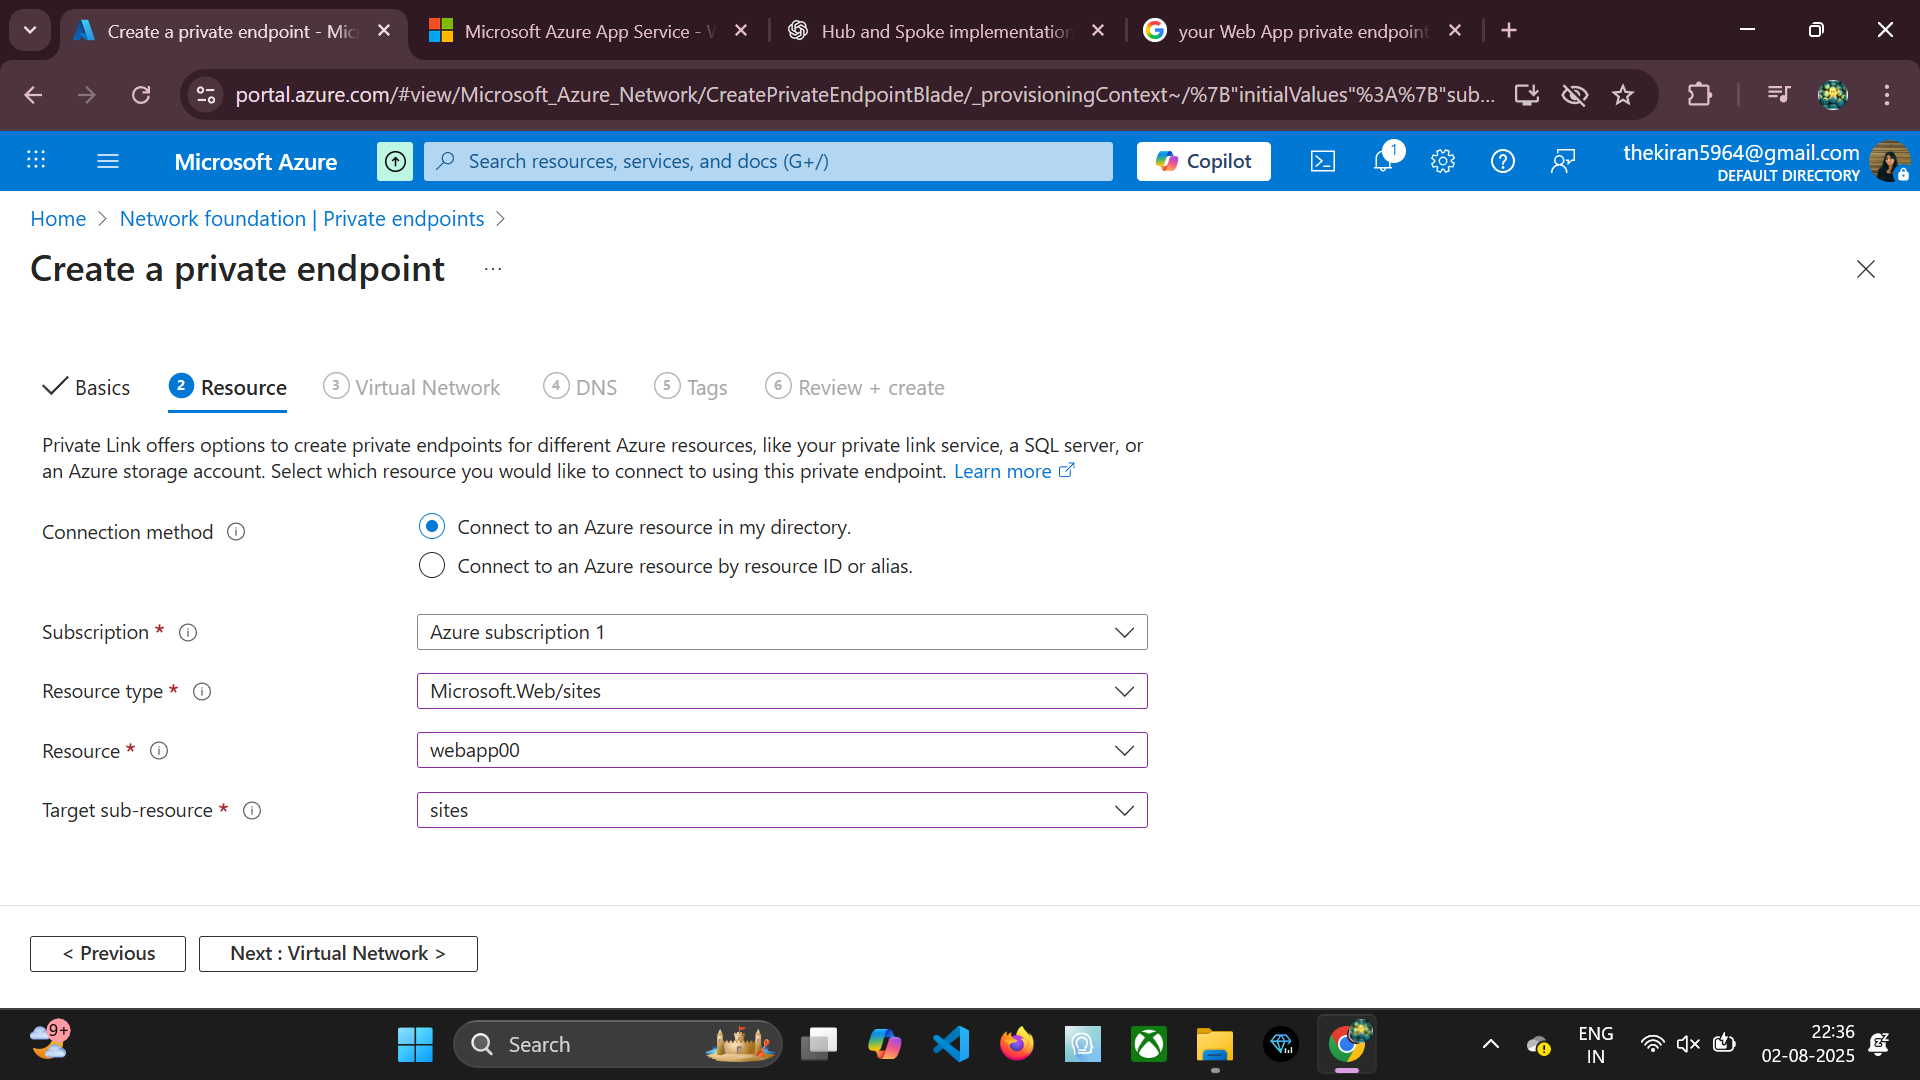 Create a private endpoint - Mic
Microsoft Azure App Service - W
Hub and Spoke implementation
your Web App private endpoint
portal.azure.com/#view/Microsoft_Azure_Network/CreatePrivateEndpointBlade/_provisioningContext~/%7B"initialValues"%3A%7B"sub...
Microsoft Azure
Search resources, services, and docs (G+/)
Copilot
1
thekiran5964@gmail.com
DEFAULT DIRECTORY
Home
Network foundation | Private endpoints
Create a private endpoint
...
Basics
2 Resource
3 Virtual Network
4 DNS
5 Tags
6 Review + create
Private Link offers options to create private endpoints for different Azure resources, like your private link service, a SQL server, or
an Azure storage account. Select which resource you would like to connect to using this private endpoint. Learn more
Connection method
Connect to an Azure resource in my directory.
Connect to an Azure resource by resource ID or alias.
Subscription *
Azure subscription 1
Resource type *
Microsoft.Web/sites
Resource *
webapp00
Target sub-resource *
sites
< Previous
Next : Virtual Network >
9+
Search
ENG
IN
22:36
02-08-2025